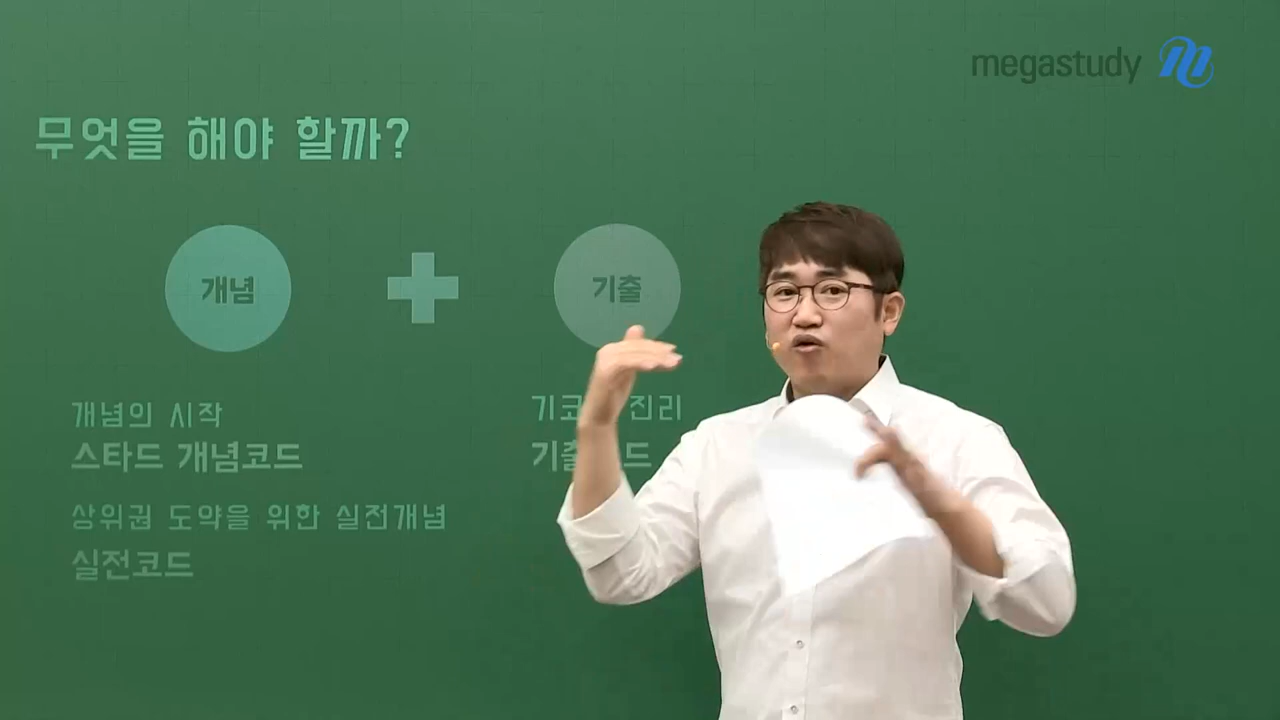 megastudy
무엇을 해야 할까?
개념
기출
개념의 시작
스타드 개념코드
진리
상위권 도약을 위한 실전개념
실전코드